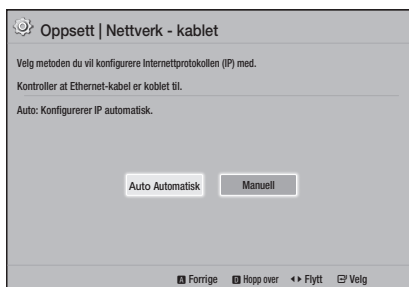 Oppsett | Nettverk - kablet
Velg metoden du vil konfigurere Internettprotokollen (IP) med.
Kontroller at Ethernet-kabel er koblet til.
Auto: Konfigurerer IP automatisk.
Auto Automatisk Manuell
A Forrige D Hopp over Flytt Velg